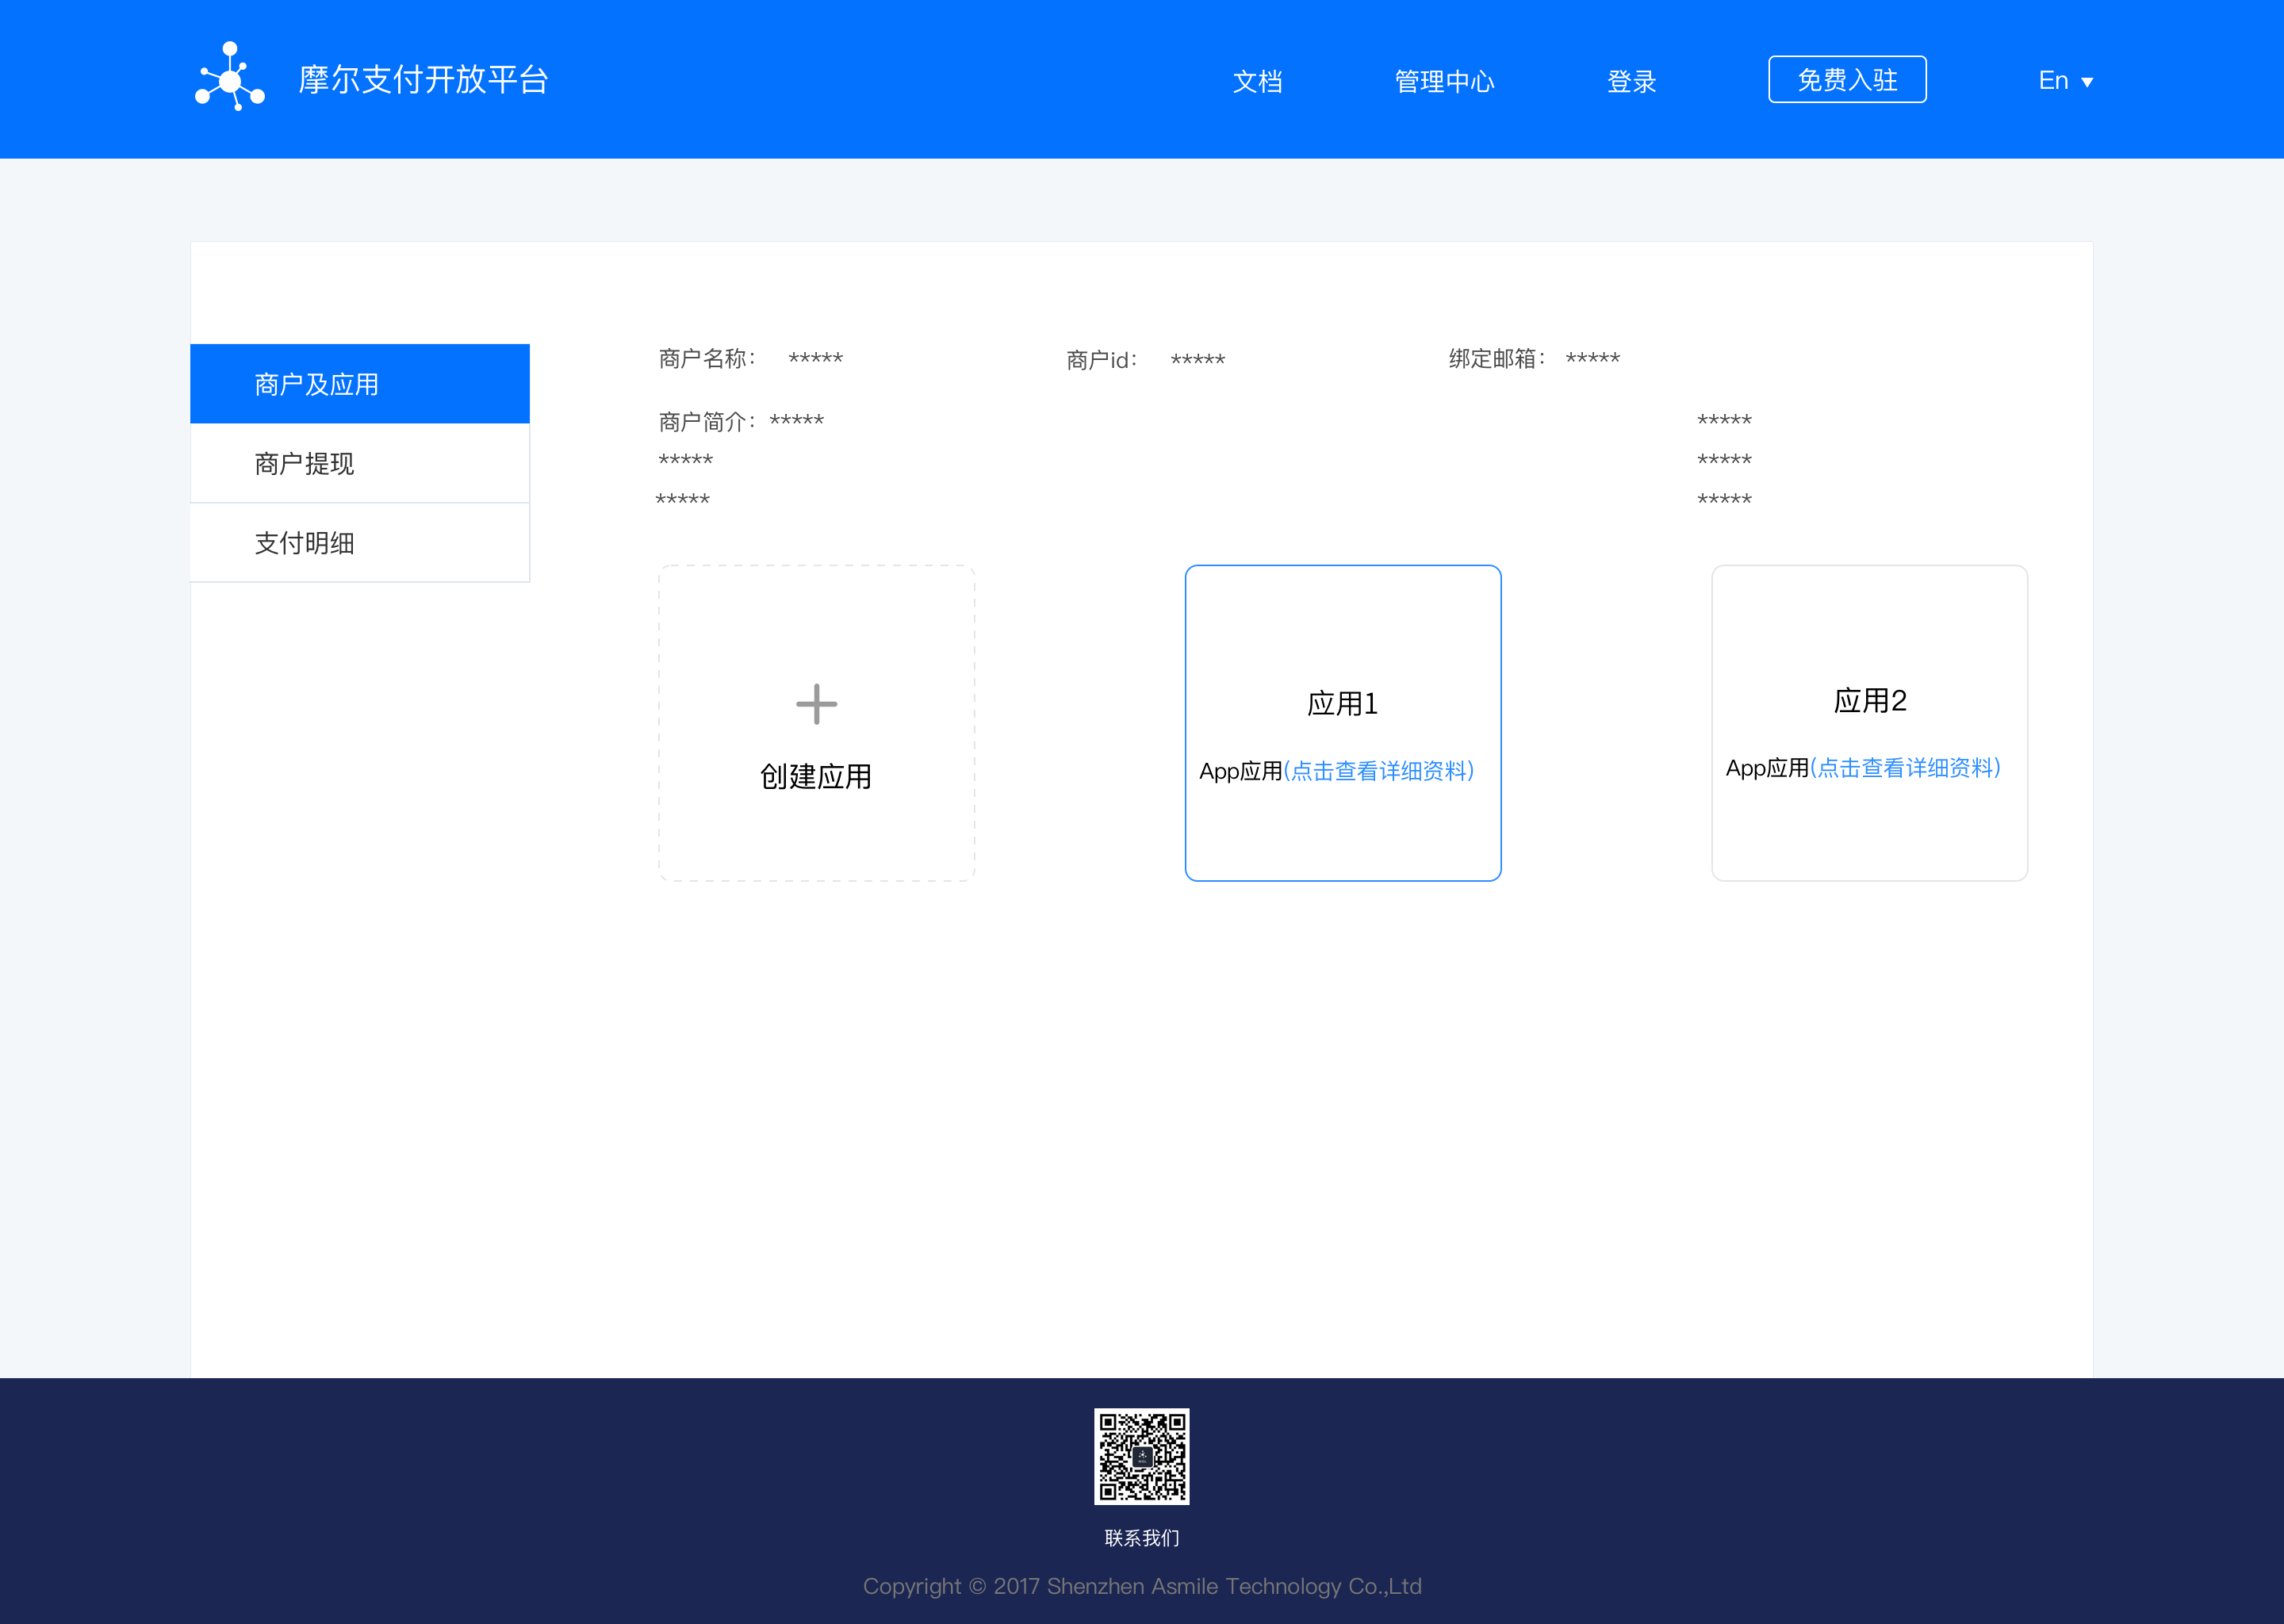 摩尔支付开放平台
文档 管理中心 登录 免费入驻 En
商户及应用
商户提现
支付明细
商户名称： ***** 商户id： ***** 绑定邮箱： *****
商户简介：***** *****
***** *****
***** *****
创建应用
应用1
App应用(点击查看详细资料)
应用2
App应用(点击查看详细资料)
联系我们
Copyright © 2017 Shenzhen Asmile Technology Co.,Ltd